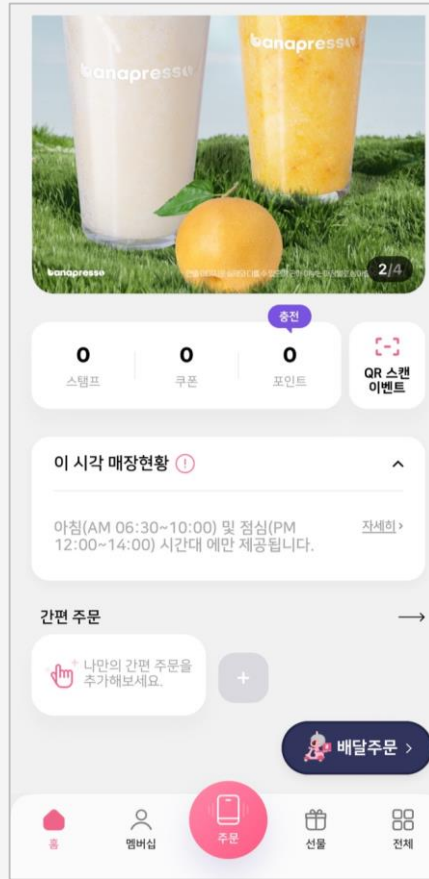 banapresso
banapresso
banapresso
2/4
충전
0
스탬프
0
쿠폰
0
포인트
QR 스캔
이벤트
이 시각 매장현황
아침(AM 06:30~10:00) 및 점심(PM
12:00~14:00) 시간대 에만 제공됩니다.
자세히 >
간편 주문
나만의 간편 주문을
추가해보세요.
배달주문 >
홈
멤버십
주문
선물
전체